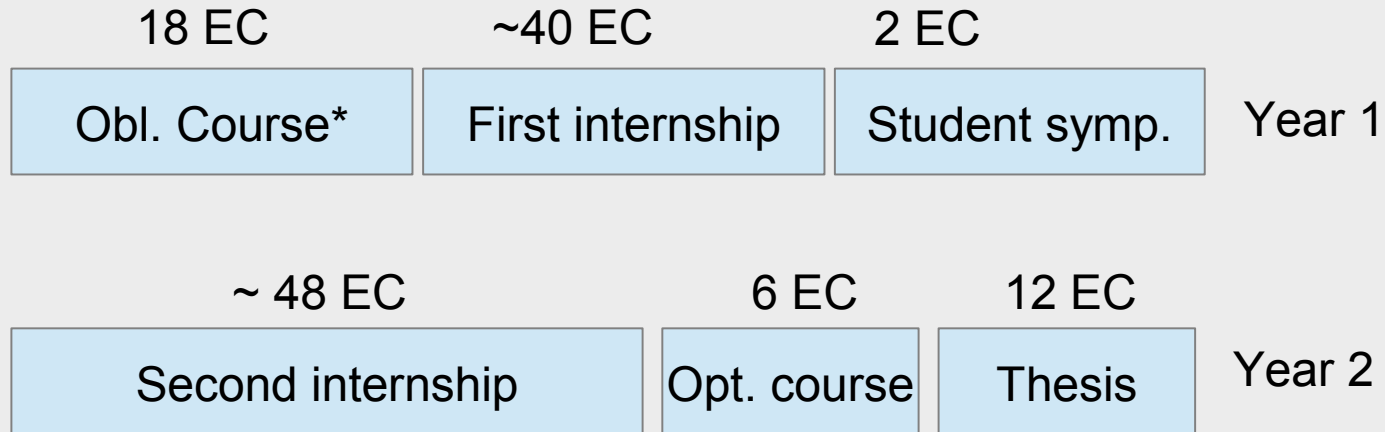 18 EC ~40 EC 2 EC
Obl. Course* First internship Student symp. Year 1
~ 48 EC 6 EC 12 EC
Second internship Opt. course Thesis Year 2